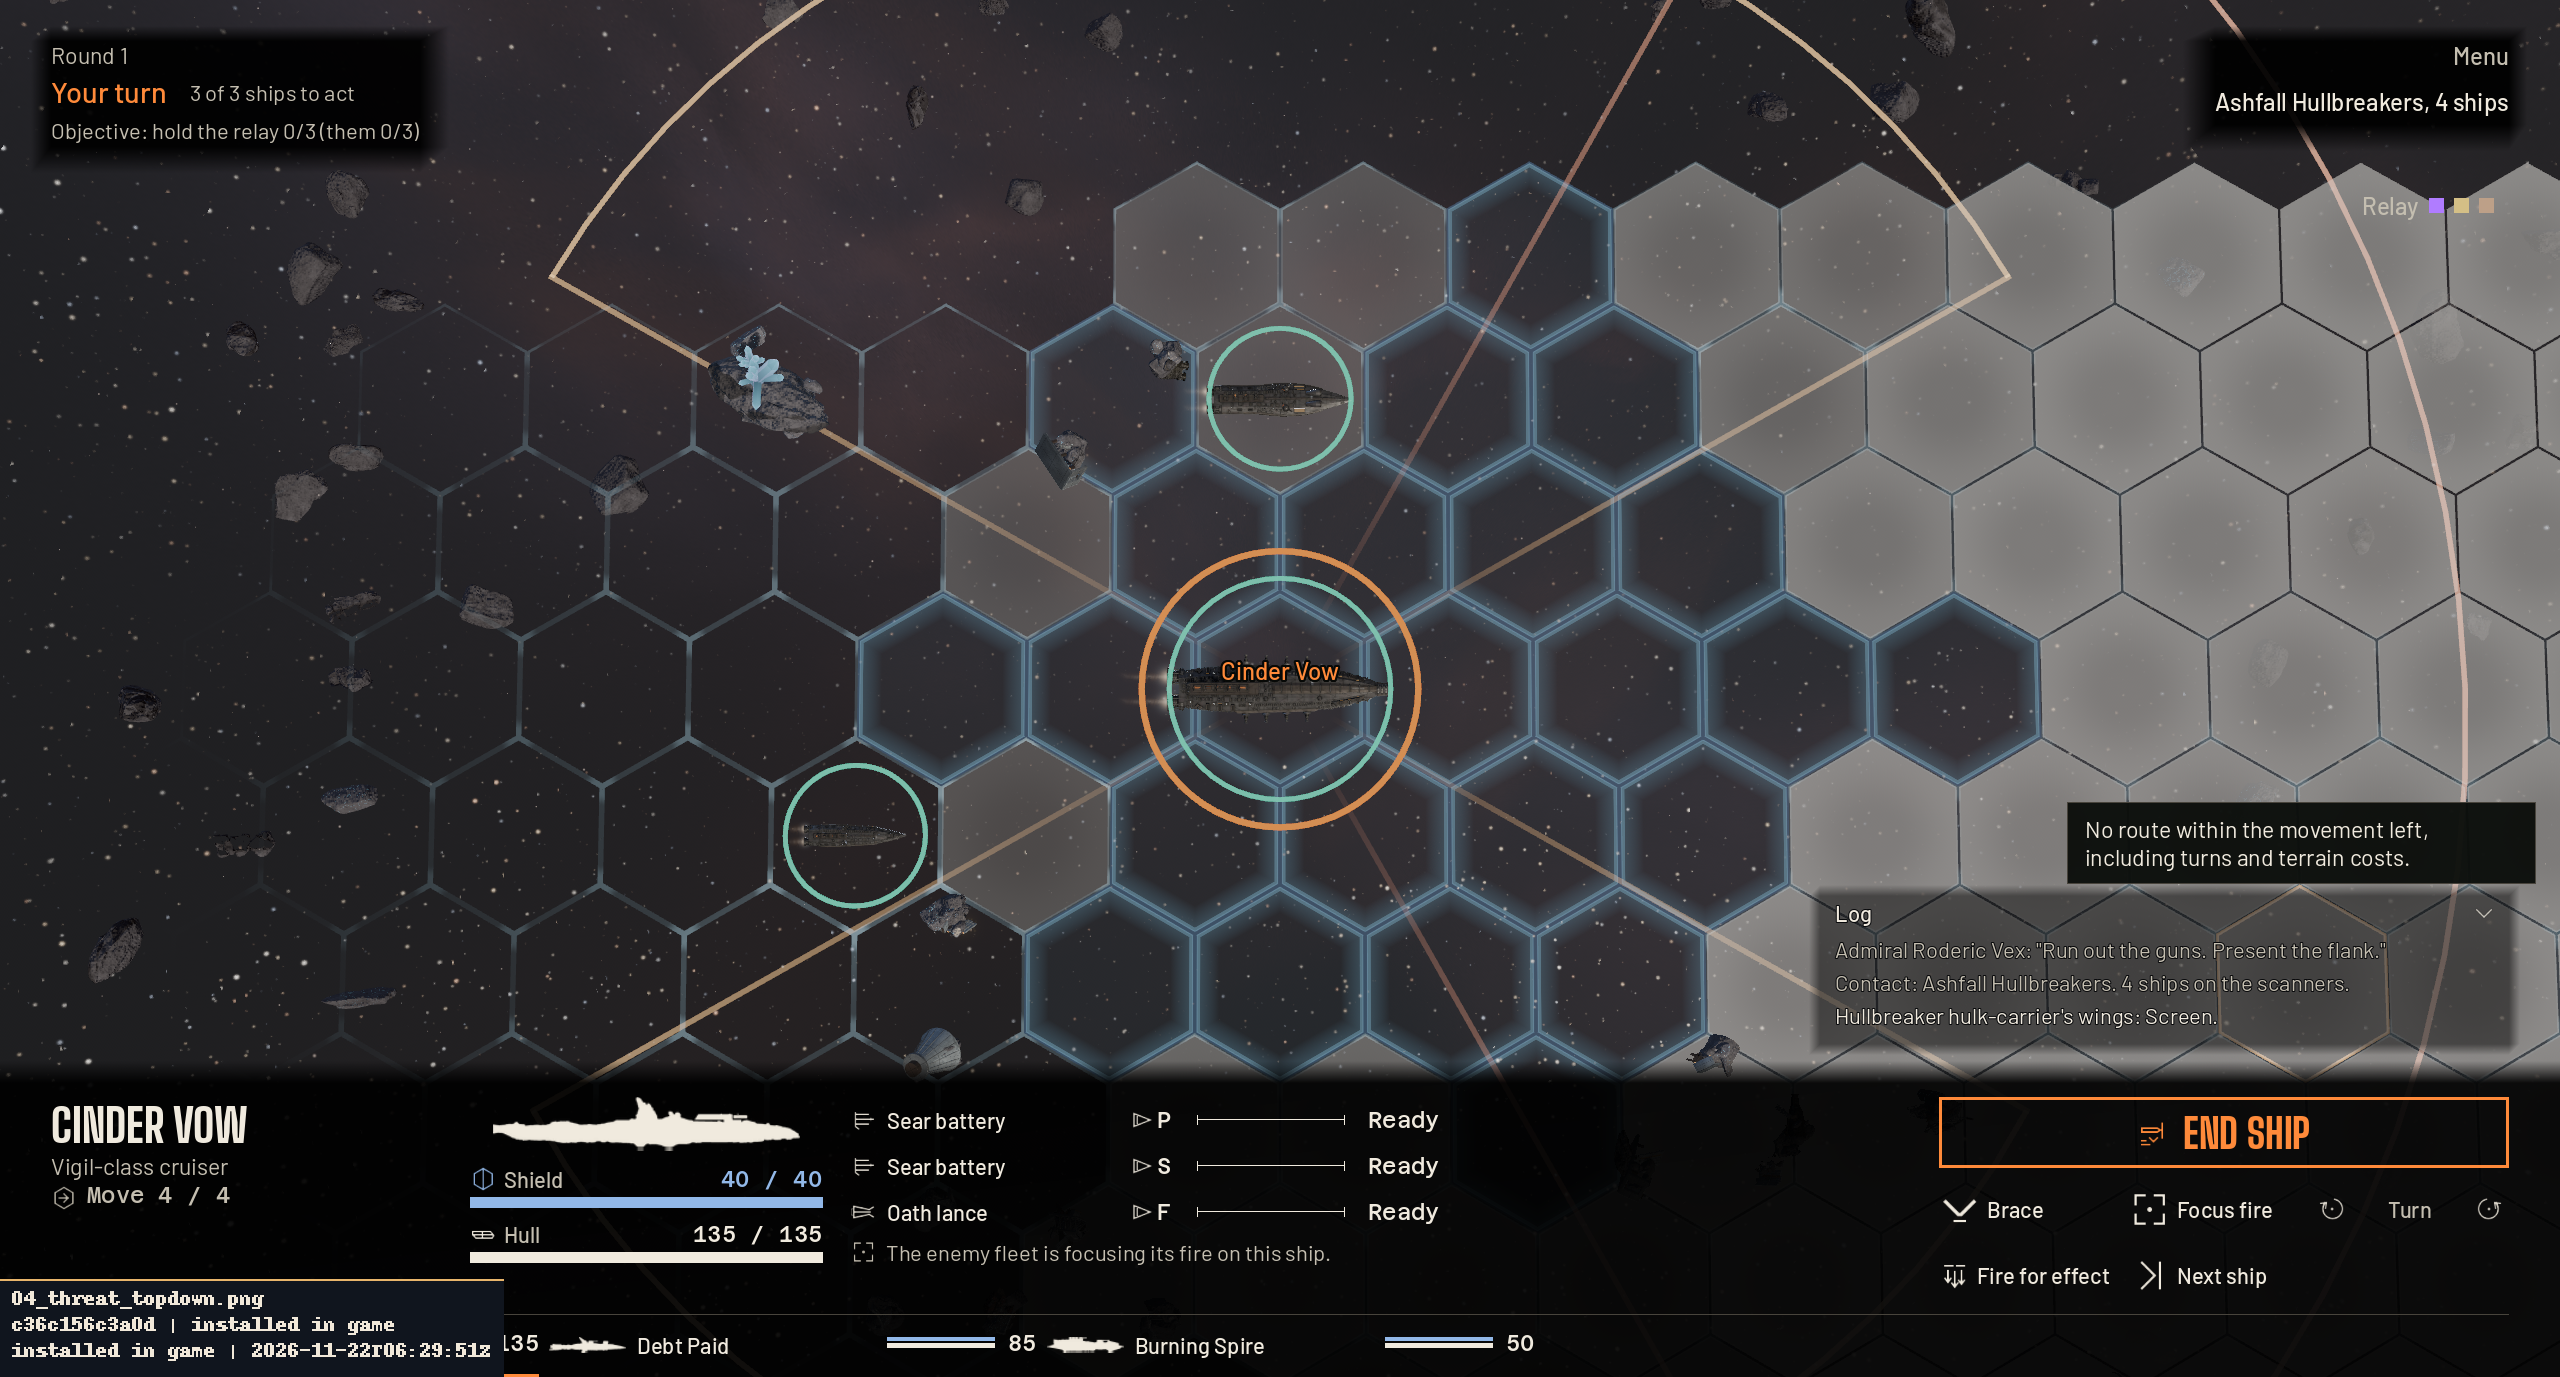 Round 1
Your turn 3 of 3 ships to act
Objective: hold the relay 0/3 (them 0/3)
Menu
Ashfall Hullbreakers, 4 ships
Relay
Cinder Vow
No route within the movement left,
including turns and terrain costs.
Log
Admiral Roderic Vex: "Run out the guns. Present the flank."
Contact: Ashfall Hullbreakers. 4 ships on the scanners.
Hullbreaker hulk-carrier's wings: Screen.
CINDER VOW
Vigil-class cruiser
Move 4 / 4
Shield 40 / 40
Hull 135 / 135
Sear battery P Ready
Sear battery S Ready
Oath lance F Ready
The enemy fleet is focusing its fire on this ship.
END SHIP
Brace Focus fire Turn
Fire for effect Next ship
04_threat_topdown.png
c36c156c3a0d | installed in game
installed in game | 2026-11-22T06:29:51Z
135 Debt Paid 85 Burning Spire 50